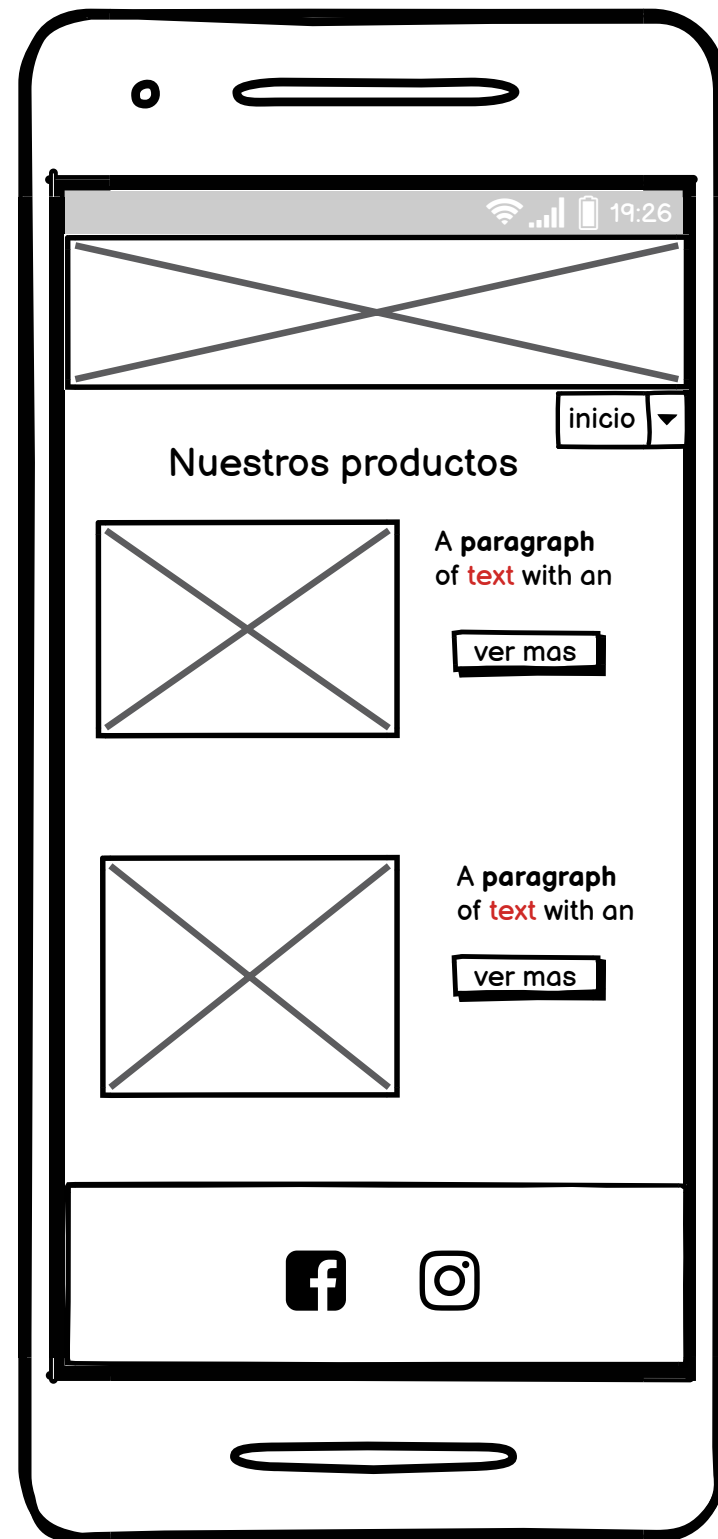 19:26
inicio
Nuestros productos
A paragraph
of text with an
ver mas
A paragraph
of text with an
ver mas